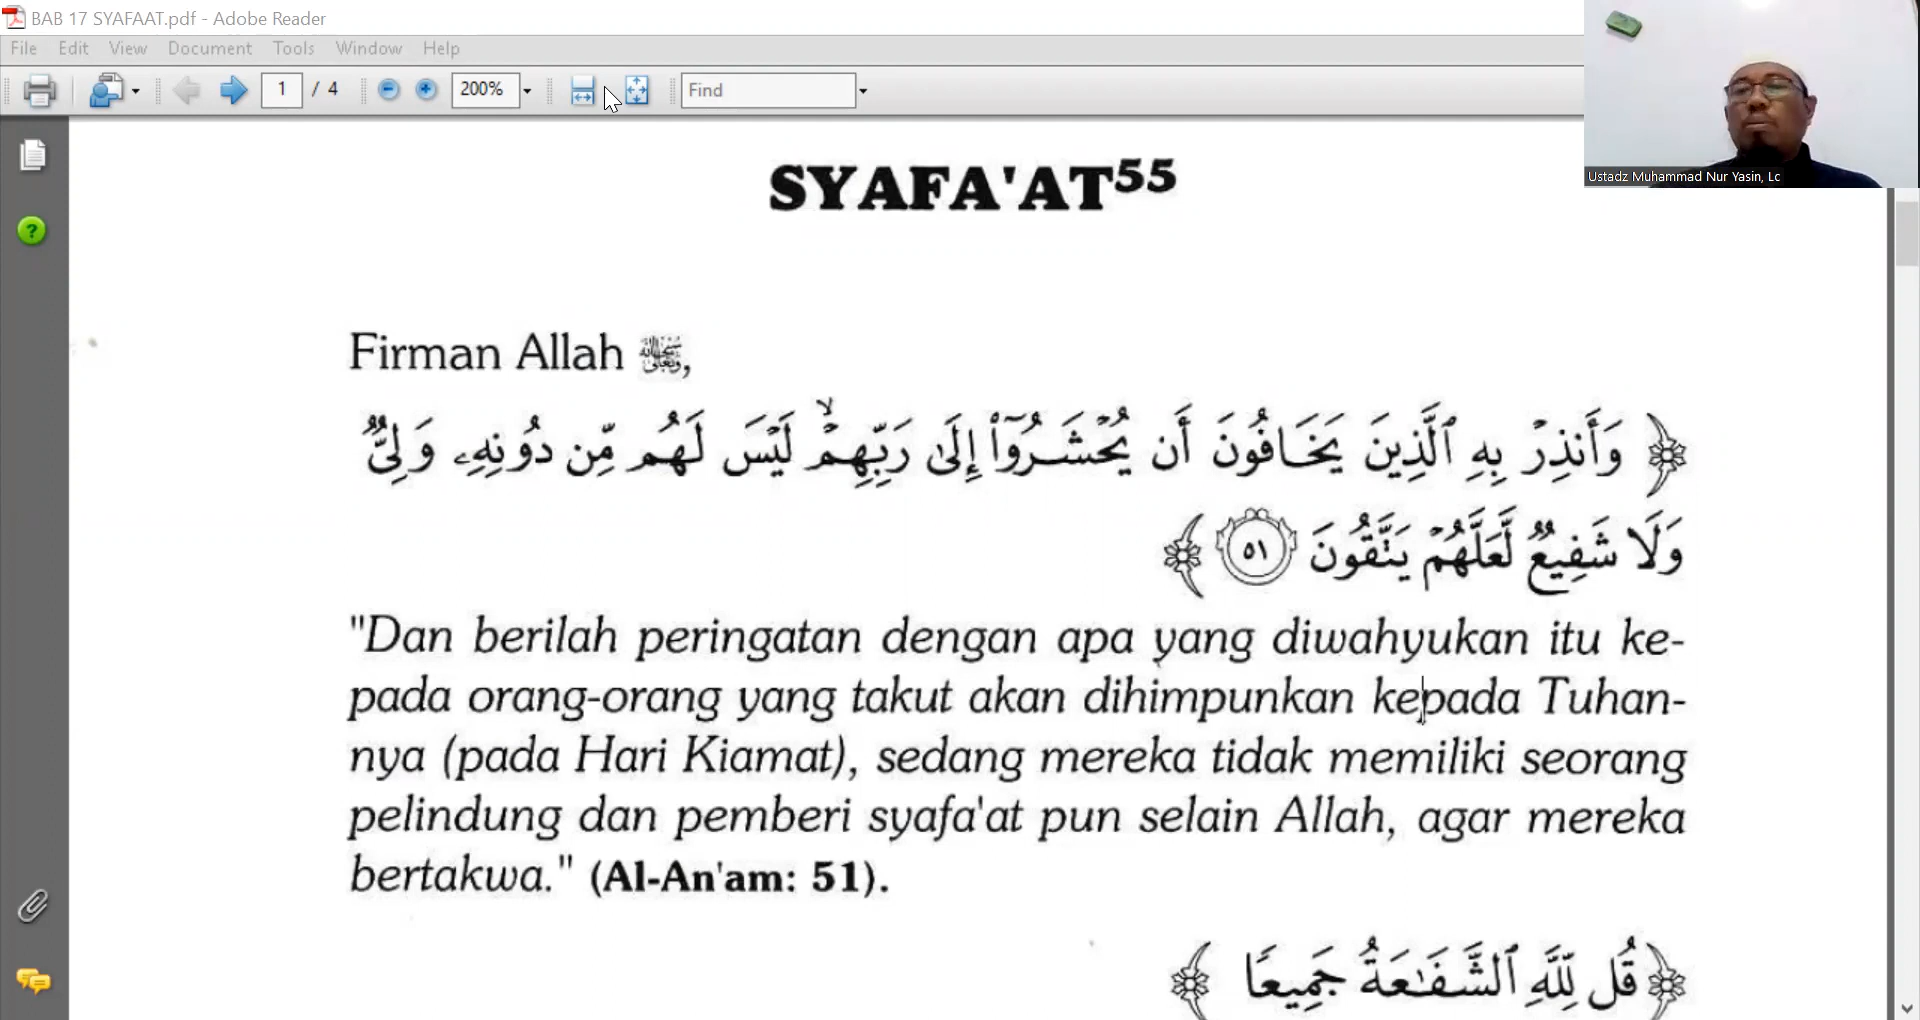 BAB 17 SYAFAAT.pdf - Adobe Reader
File Edit View Document Tools Window Help
1 / 4 200% Find
Ustadz Muhammad Nur Yasin, Lc
SYAFA'AT55
Firman Allah ﷾,
﴿ وَأَنذِرْ بِهِ ٱلَّذِينَ يَخَافُونَ أَن يُحْشَرُوٓا۟ إِلَىٰ رَبِّهِمْ ۙ لَيْسَ لَهُم مِّن دُونِهِۦ وَلِىٌّ
وَلَا شَفِيعٌ لَّعَلَّهُمْ يَتَّقُونَ ٥١ ﴾
"Dan berilah peringatan dengan apa yang diwahyukan itu ke-
pada orang-orang yang takut akan dihimpunkan kepada Tuhan-
nya (pada Hari Kiamat), sedang mereka tidak memiliki seorang
pelindung dan pemberi syafa'at pun selain Allah, agar mereka
bertakwa." (Al-An'am: 51).
﴿ قُل لِّلَّهِ ٱلشَّفَـٰعَةُ جَمِيعًا ﴾